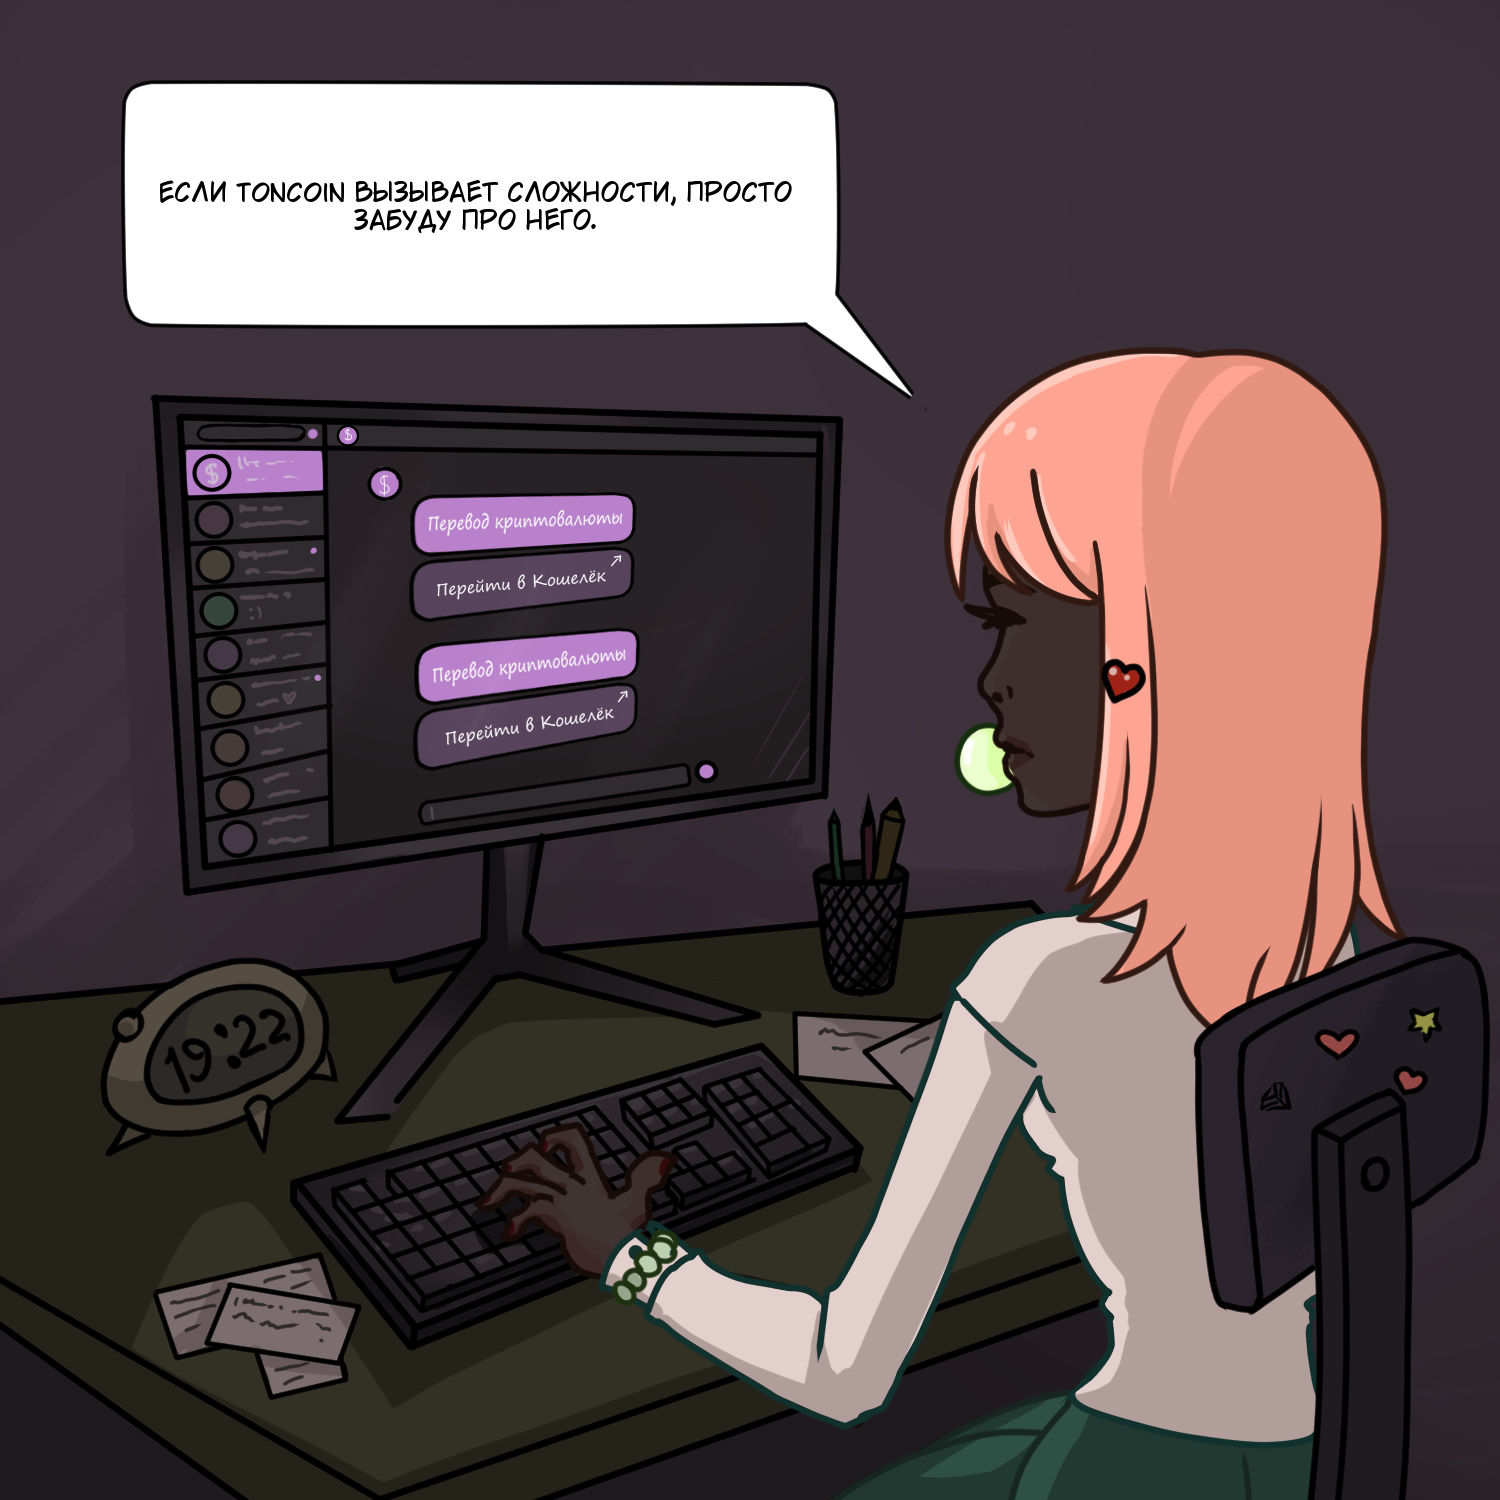 ЕСЛИ TONCOIN ВЫЗЫВАЕТ СЛОЖНОСТИ, ПРОСТО
ЗАБУДУ ПРО НЕГО.
$
$
$
Перевод криптовалюты
Перейти в Кошелёк
Перевод криптовалюты
Перейти в Кошелёк
:)
19:22